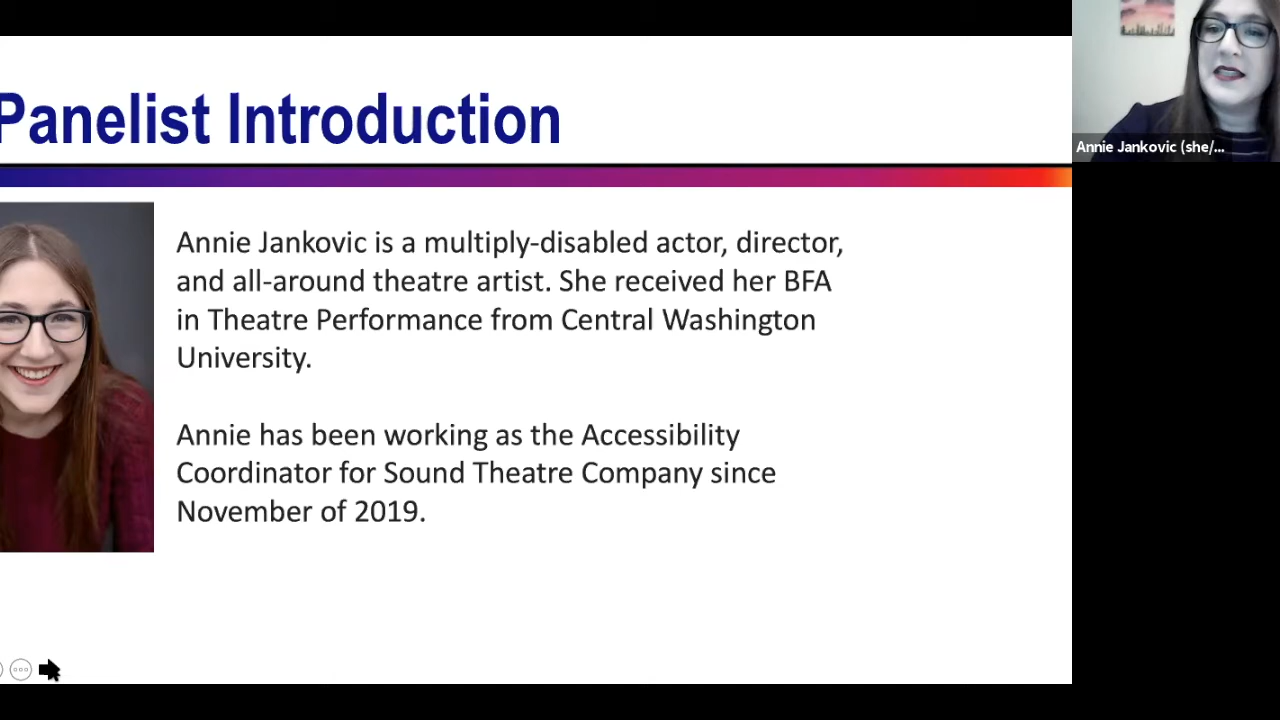 Panelist Introduction
Annie Jankovic (she/...
Annie Jankovic is a multiply-disabled actor, director,
and all-around theatre artist. She received her BFA
in Theatre Performance from Central Washington
University.
Annie has been working as the Accessibility
Coordinator for Sound Theatre Company since
November of 2019.